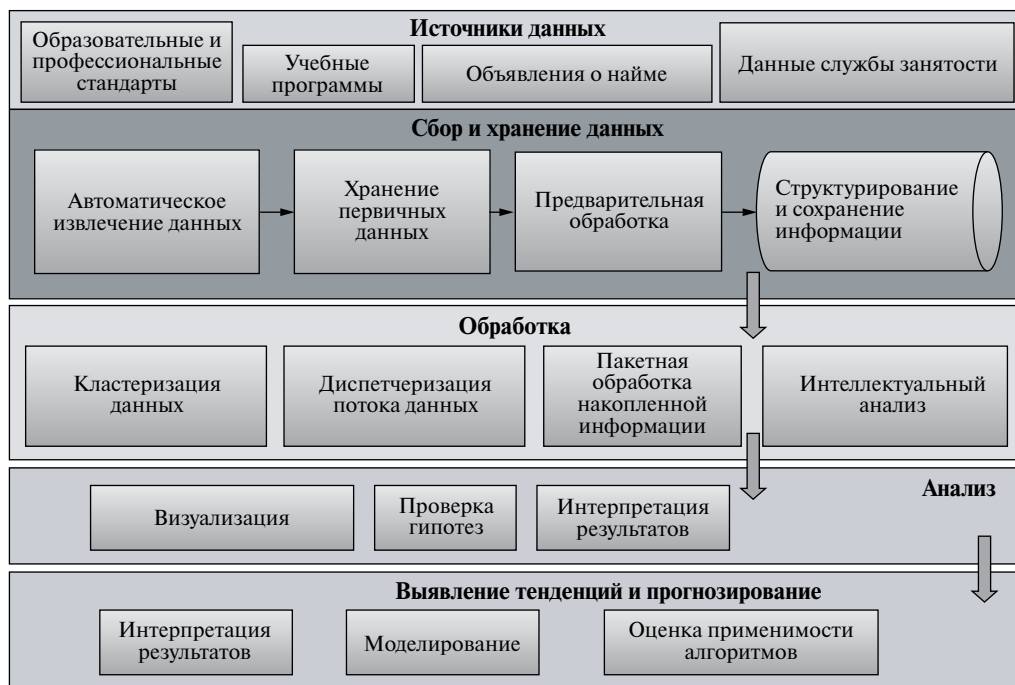 Источники данных
Образовательные и
профессиональные
стандарты
Учебные
программы
Объявления о найме
Данные службы занятости
Сбор и хранение данных
Автоматическое
извлечение данных
Хранение
первичных
данных
Предварительная
обработка
Структурирование
и сохранение
информации
Обработка
Кластеризация
данных
Диспетчеризация
потока данных
Пакетная
обработка
накопленной
информации
Интеллектуальный
анализ
Анализ
Визуализация
Проверка
гипотез
Интерпретация
результатов
Выявление тенденций и прогнозирование
Интерпретация
результатов
Моделирование
Оценка применимости
алгоритмов